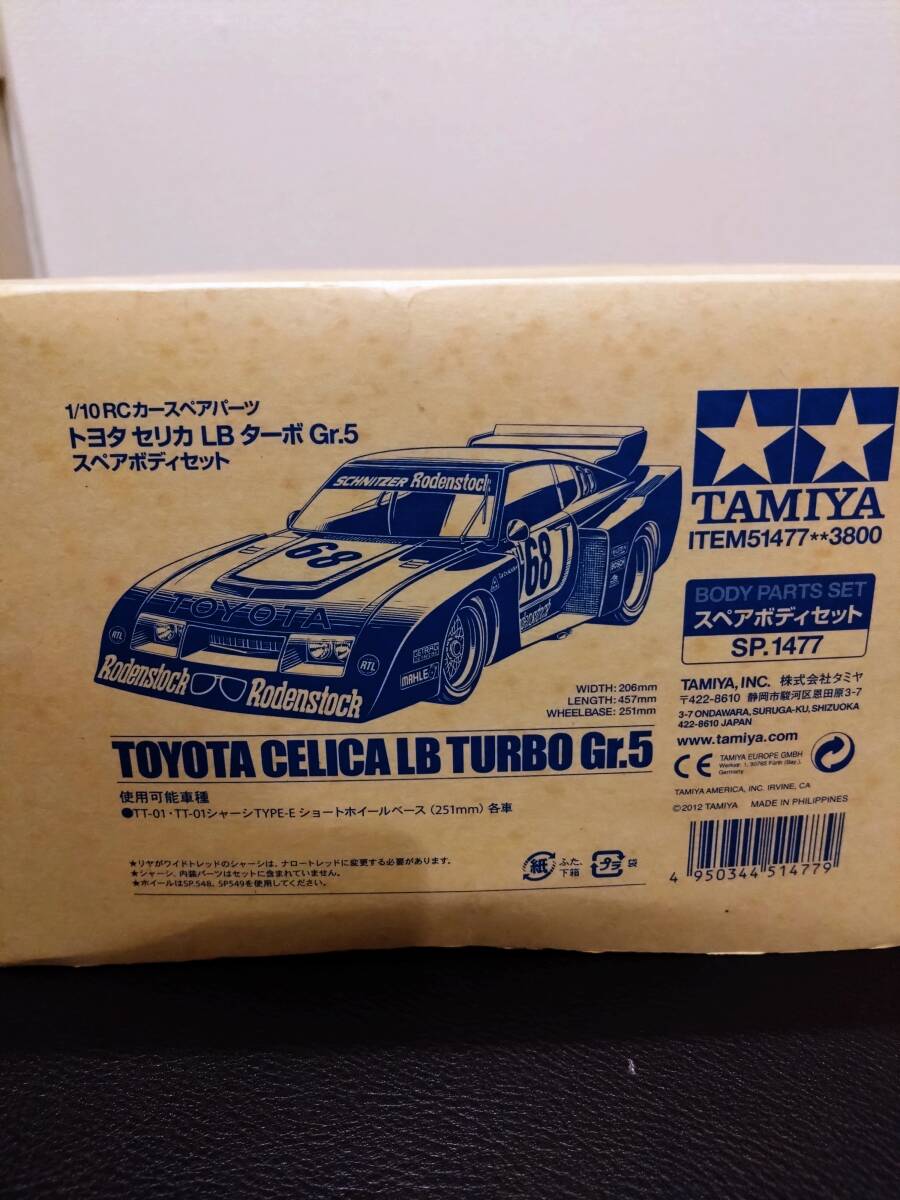 1/10 RCカースペアパーツ
トヨタ セリカ LB ターボ Gr.5
スペアボディセット
SCHNITZER Rodenstock
68
68
TOYOTA
RTL
RTL
GETRAG
MAHLE
BOSCH
Rodenstock
Rodenstock
WIDTH: 206mm
LENGTH: 457mm
WHEELBASE: 251mm
TOYOTA CELICA LB TURBO Gr.5
使用可能車種
●TT-01・TT-01シャーシTYPE-E ショートホイールベース（251mm）各車
★リヤがワイドトレッドのシャーシは、ナロートレッドに変更する必要があります。
★シャーシ、内装パーツはセットに含まれていません。
★ホイールはSP.548、SP549を使用してください。
紙 ふた、下箱
プラ 袋
TAMIYA
ITEM51477**3800
BODY PARTS SET
スペアボディセット
SP.1477
TAMIYA, INC. 株式会社タミヤ
〒422-8610 静岡市駿河区恩田原3-7
3-7 ONDAWARA, SURUGA-KU, SHIZUOKA
422-8610 JAPAN
www.tamiya.com
CE TAMIYA EUROPE GMBH
Werkstr. 1, 90765 Fürth (Bay.),
Germany
TAMIYA AMERICA, INC. IRVINE, CA
©2012 TAMIYA MADE IN PHILIPPINES
4 950344 514779